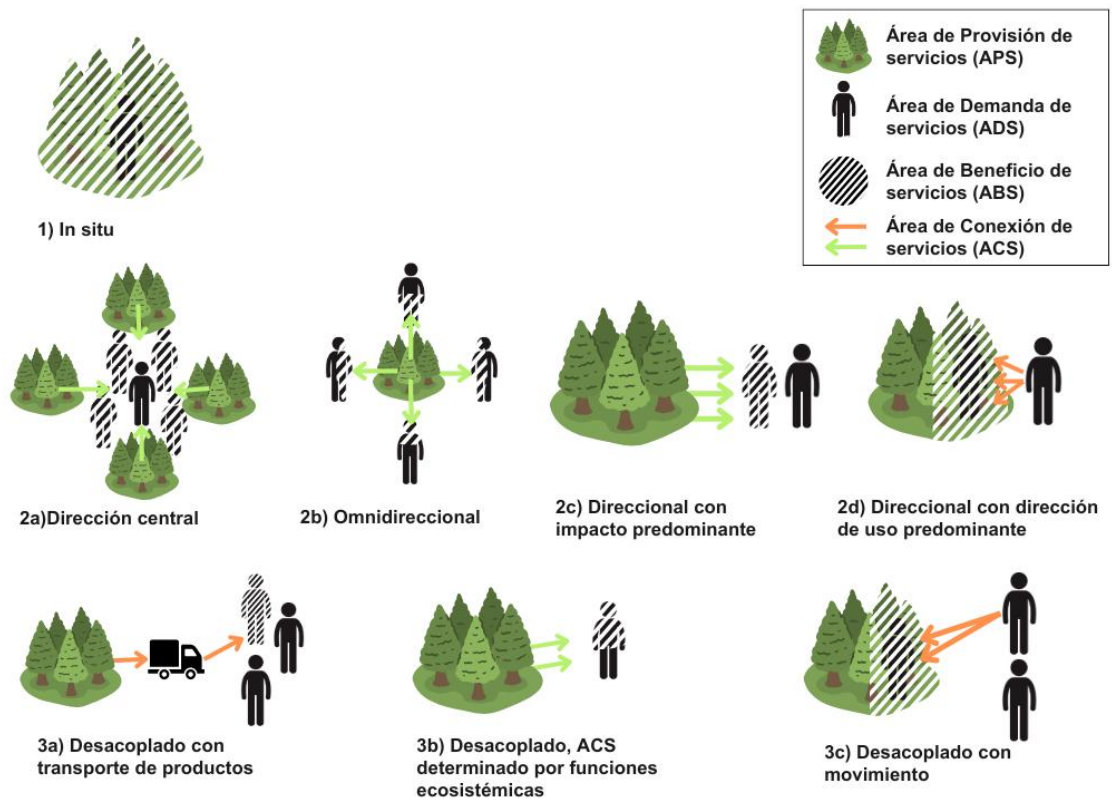 Área de Provisión de
servicios (APS)
Área de Demanda de
servicios (ADS)
Área de Beneficio de
servicios (ABS)
Área de Conexión de
servicios (ACS)
1) In situ
2a)Dirección central
2b) Omnidireccional
2c) Direccional con
impacto predominante
2d) Direccional con dirección
de uso predominante
3a) Desacoplado con
transporte de productos
3b) Desacoplado, ACS
determinado por funciones
ecosistémicas
3c) Desacoplado con
movimiento